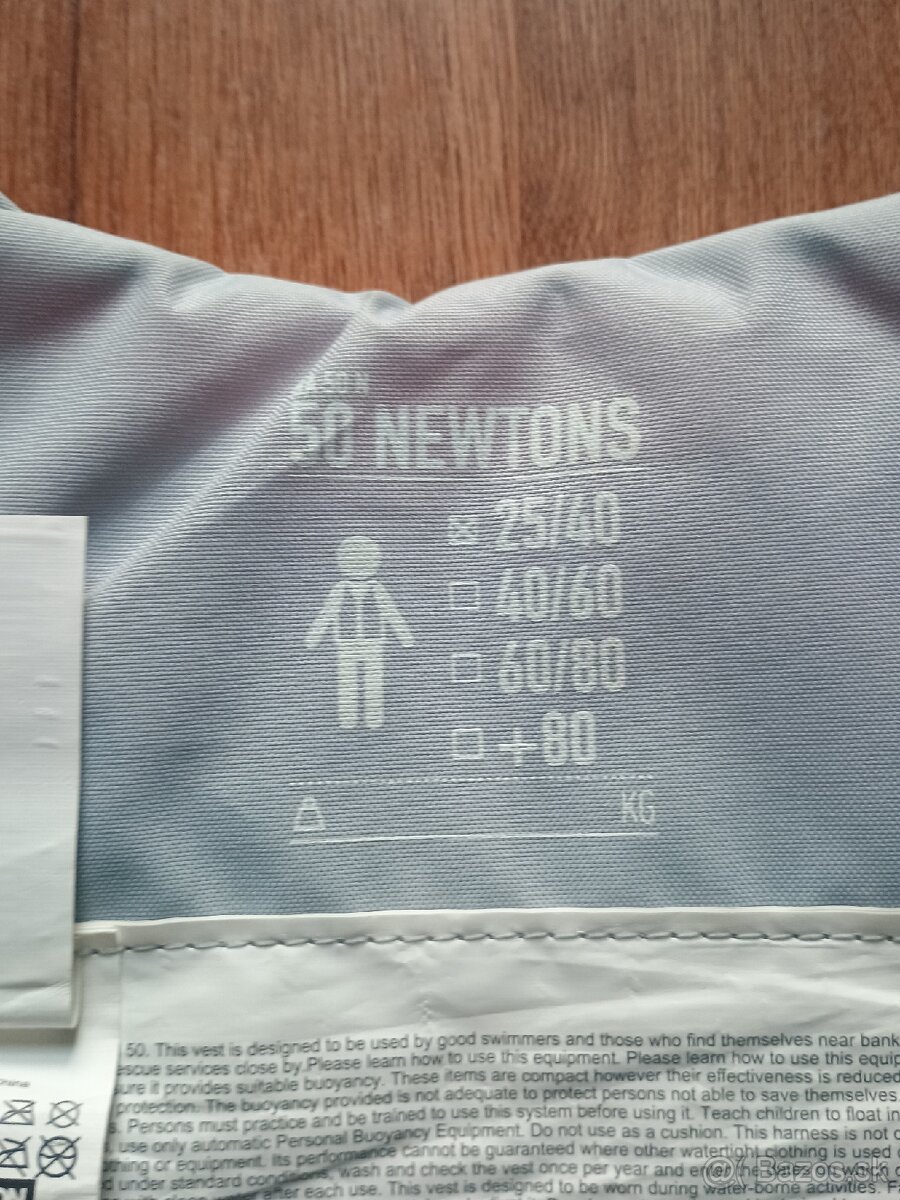 50 NEWTONS
25/40
40/60
60/80
+80
KG
50. This vest is designed to be used by good swimmers and those who find themselves near bank
escue services close by.Please learn how to use this equipment. Please learn how to use this equip
ure it provides suitable buoyancy. These items are compact however their effectiveness is reduced
protection. The buoyancy provided is not adequate to protect persons not able to save themselves.
s. Persons must practice and be trained to use this system before using it. Teach children to float in
use only automatic Personal Buoyancy Equipment. Do not use as a cushion. This harness is not
thing or equipment. Its performance cannot be guaranteed where other watertight clothing is used
d under standard conditions, wash and check the vest once per year and
after each use. This vest is designed to be worn during water-borne activities.
Bazos.sk